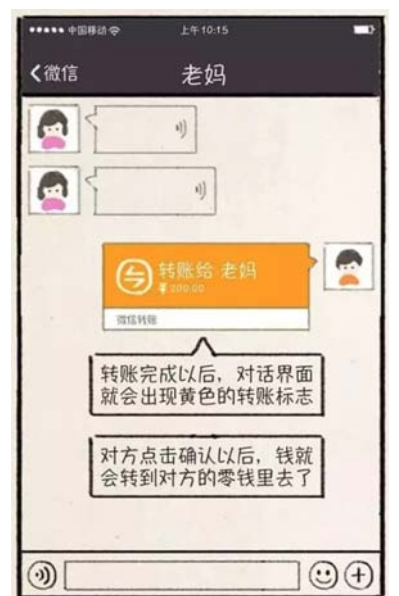 中国移动
上午10:15
微信
老妈
转账给 老妈
¥200.00
微信转账
转账完成以后，对话界面
就会出现黄色的转账标志
对方点击确认以后，钱就
会转到对方的零钱里去了